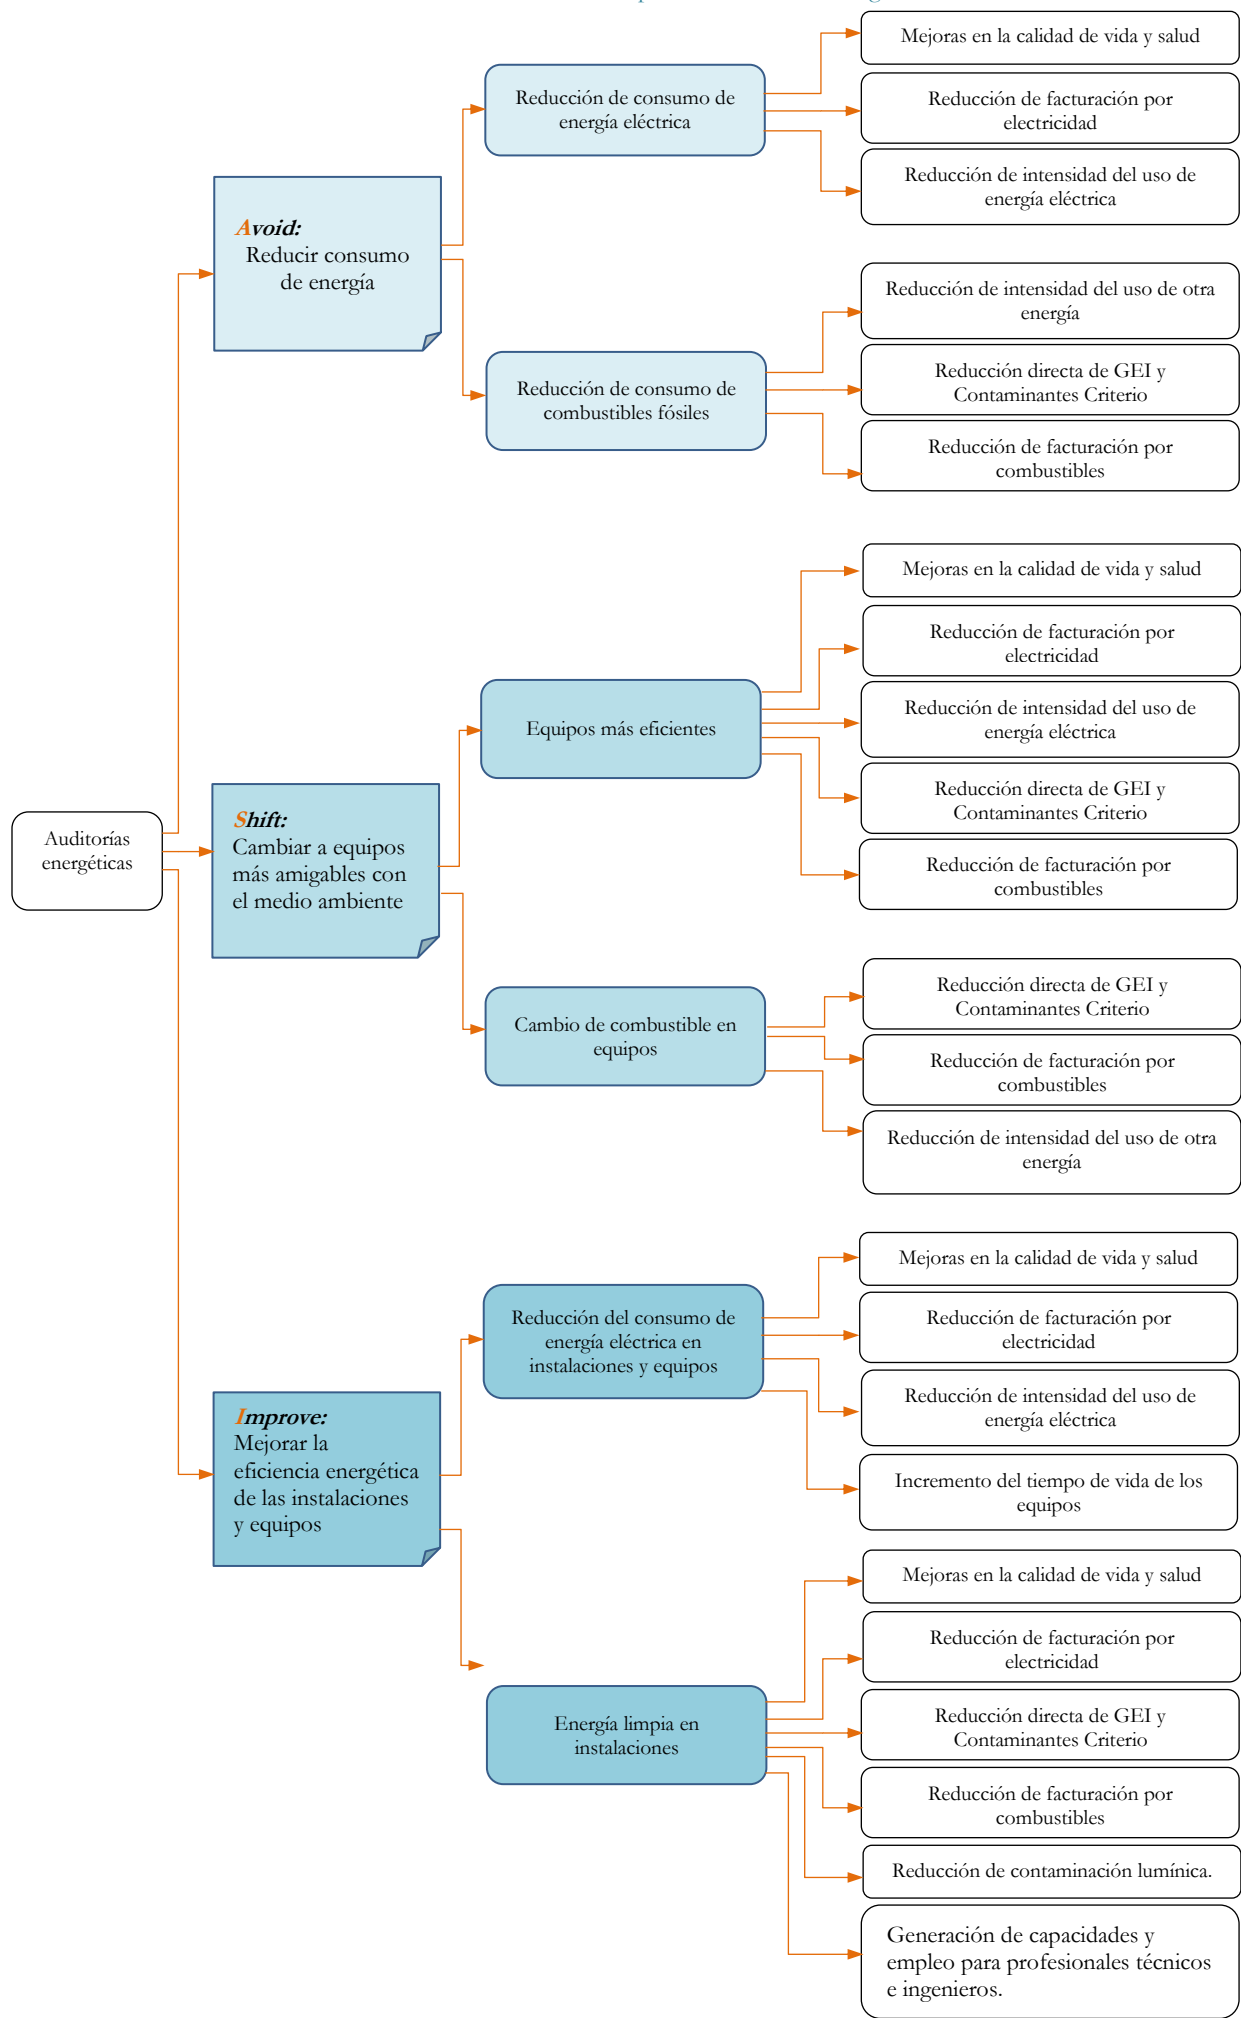 Auditorías
energéticas
Avoid:
Reducir consumo
de energía
Reducción de consumo de
energía eléctrica
Mejoras en la calidad de vida y salud
Reducción de facturación por
electricidad
Reducción de intensidad del uso de
energía eléctrica
Reducción de consumo de
combustibles fósiles
Reducción de intensidad del uso de otra
energía
Reducción directa de GEI y
Contaminantes Criterio
Reducción de facturación por
combustibles
Shift:
Cambiar a equipos
más amigables con
el medio ambiente
Equipos más eficientes
Mejoras en la calidad de vida y salud
Reducción de facturación por
electricidad
Reducción de intensidad del uso de
energía eléctrica
Reducción directa de GEI y
Contaminantes Criterio
Reducción de facturación por
combustibles
Cambio de combustible en
equipos
Reducción directa de GEI y
Contaminantes Criterio
Reducción de facturación por
combustibles
Reducción de intensidad del uso de otra
energía
Improve:
Mejorar la
eficiencia energética
de las instalaciones
y equipos
Reducción del consumo de
energía eléctrica en
instalaciones y equipos
Mejoras en la calidad de vida y salud
Reducción de facturación por
electricidad
Reducción de intensidad del uso de
energía eléctrica
Incremento del tiempo de vida de los
equipos
Energía limpia en
instalaciones
Mejoras en la calidad de vida y salud
Reducción de facturación por
electricidad
Reducción directa de GEI y
Contaminantes Criterio
Reducción de facturación por
combustibles
Reducción de contaminación lumínica.
Generación de capacidades y
empleo para profesionales técnicos
e ingenieros.